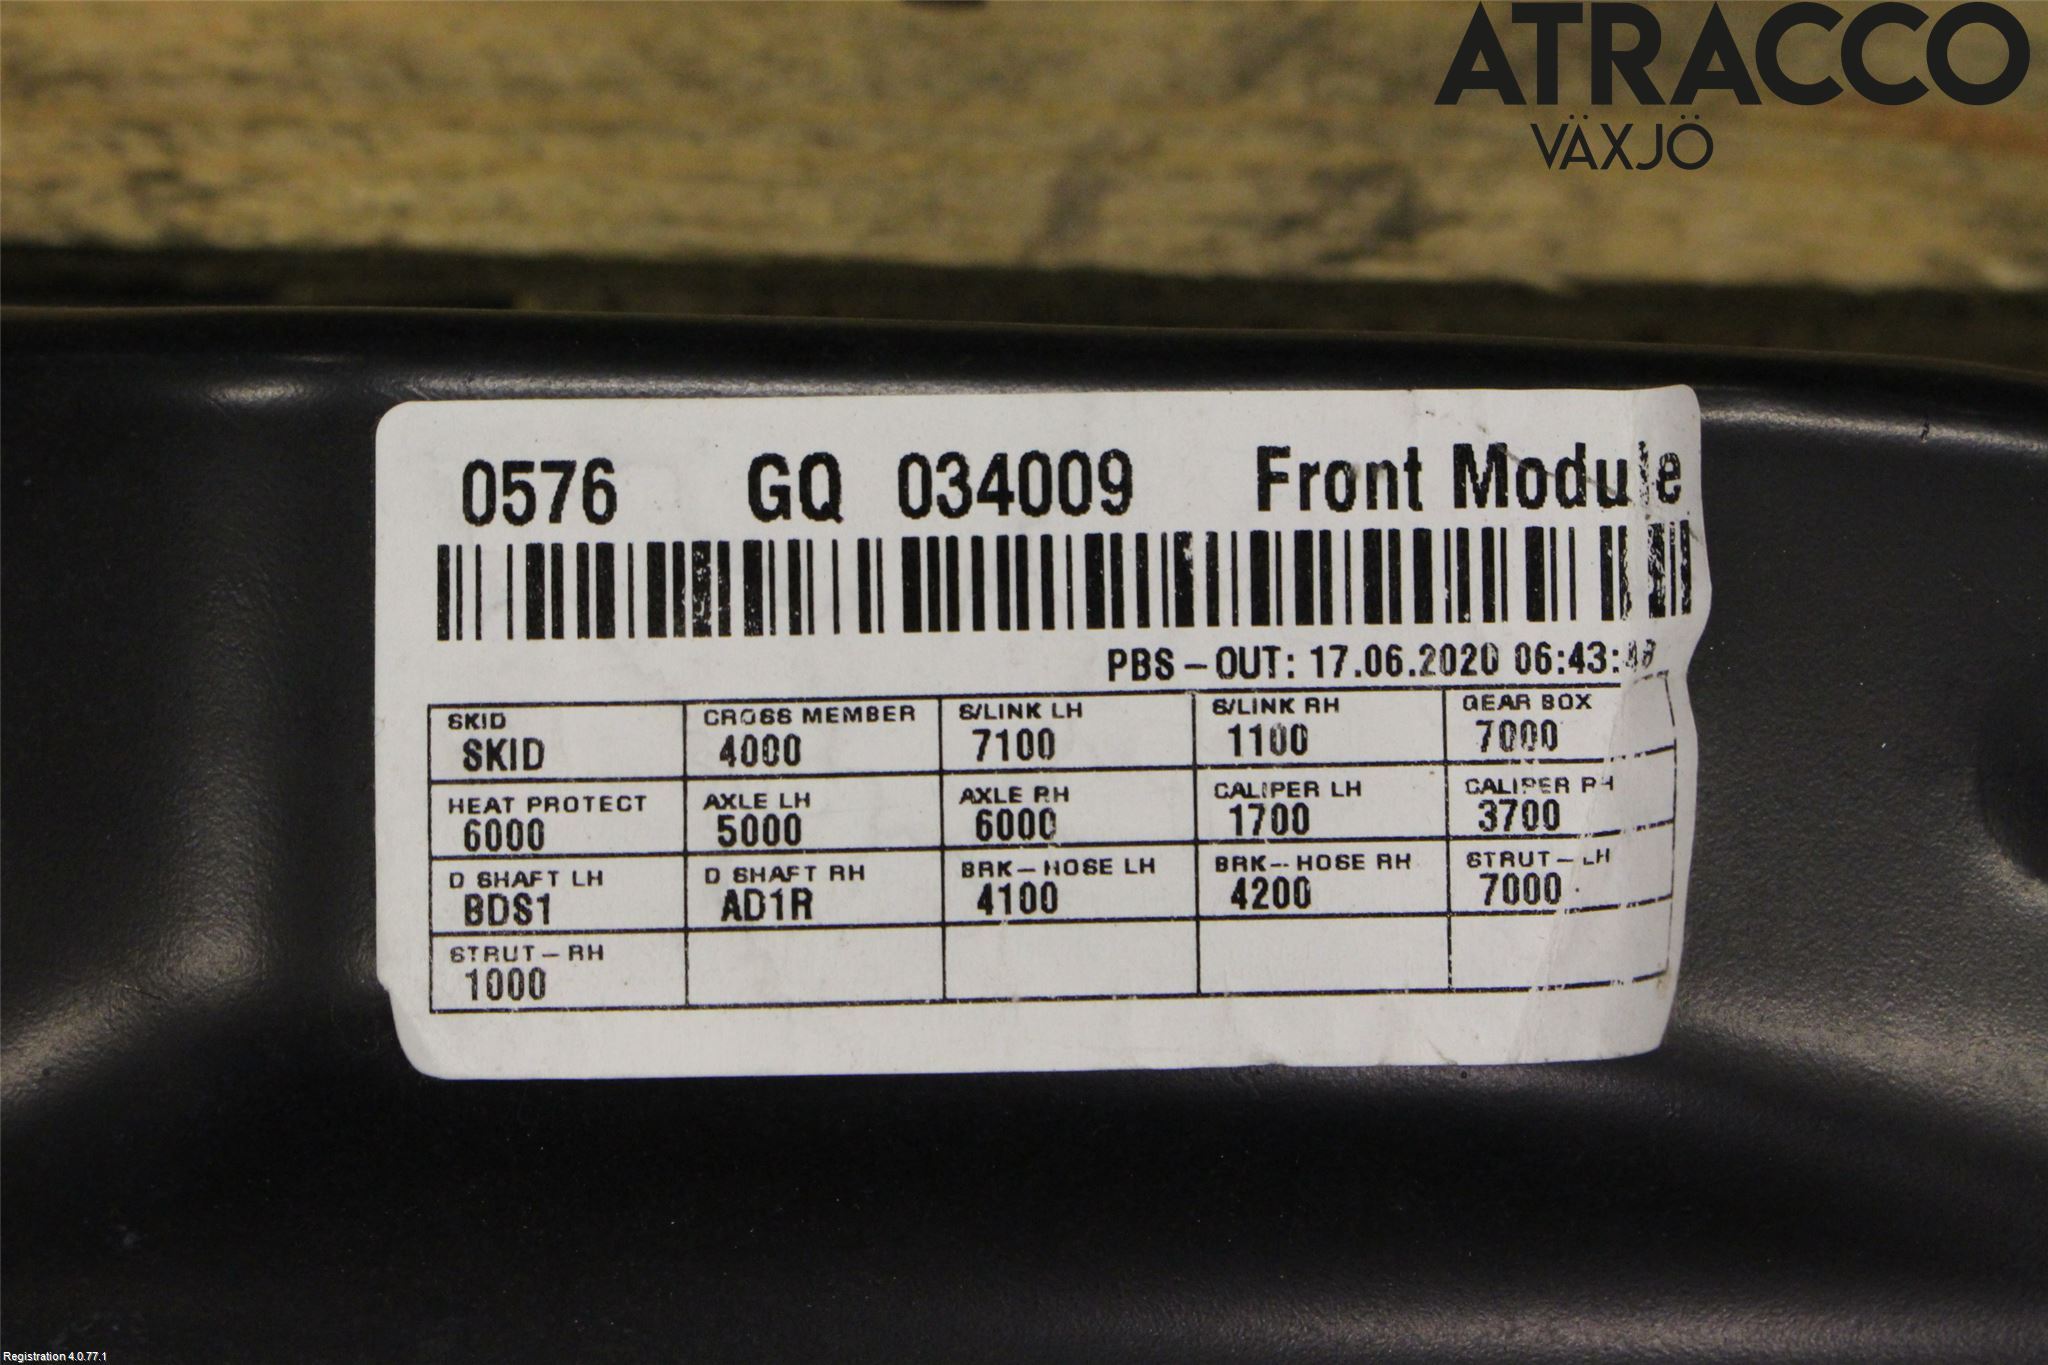 ATRACCO
VÄXJÖ
0576 GQ 034009 Front Module
PBS-OUT: 17.06.2020
SKID CROSS MEMBER S/LINK LH S/LINK RH GEAR BOX
SKID 4000 7100 1100 7000
HEAT PROTECT AXLE LH AXLE RH CALIPER LH CALIPER RH
6000 5000 6000 1700 3700
D SHAFT LH D SHAFT RH BRK-HOSE LH BRK-HOSE RH STRUT-LH
BDS1 AD1R 4100 4200 7000
STRUT-RH
1000
Registration 4.0.77.1